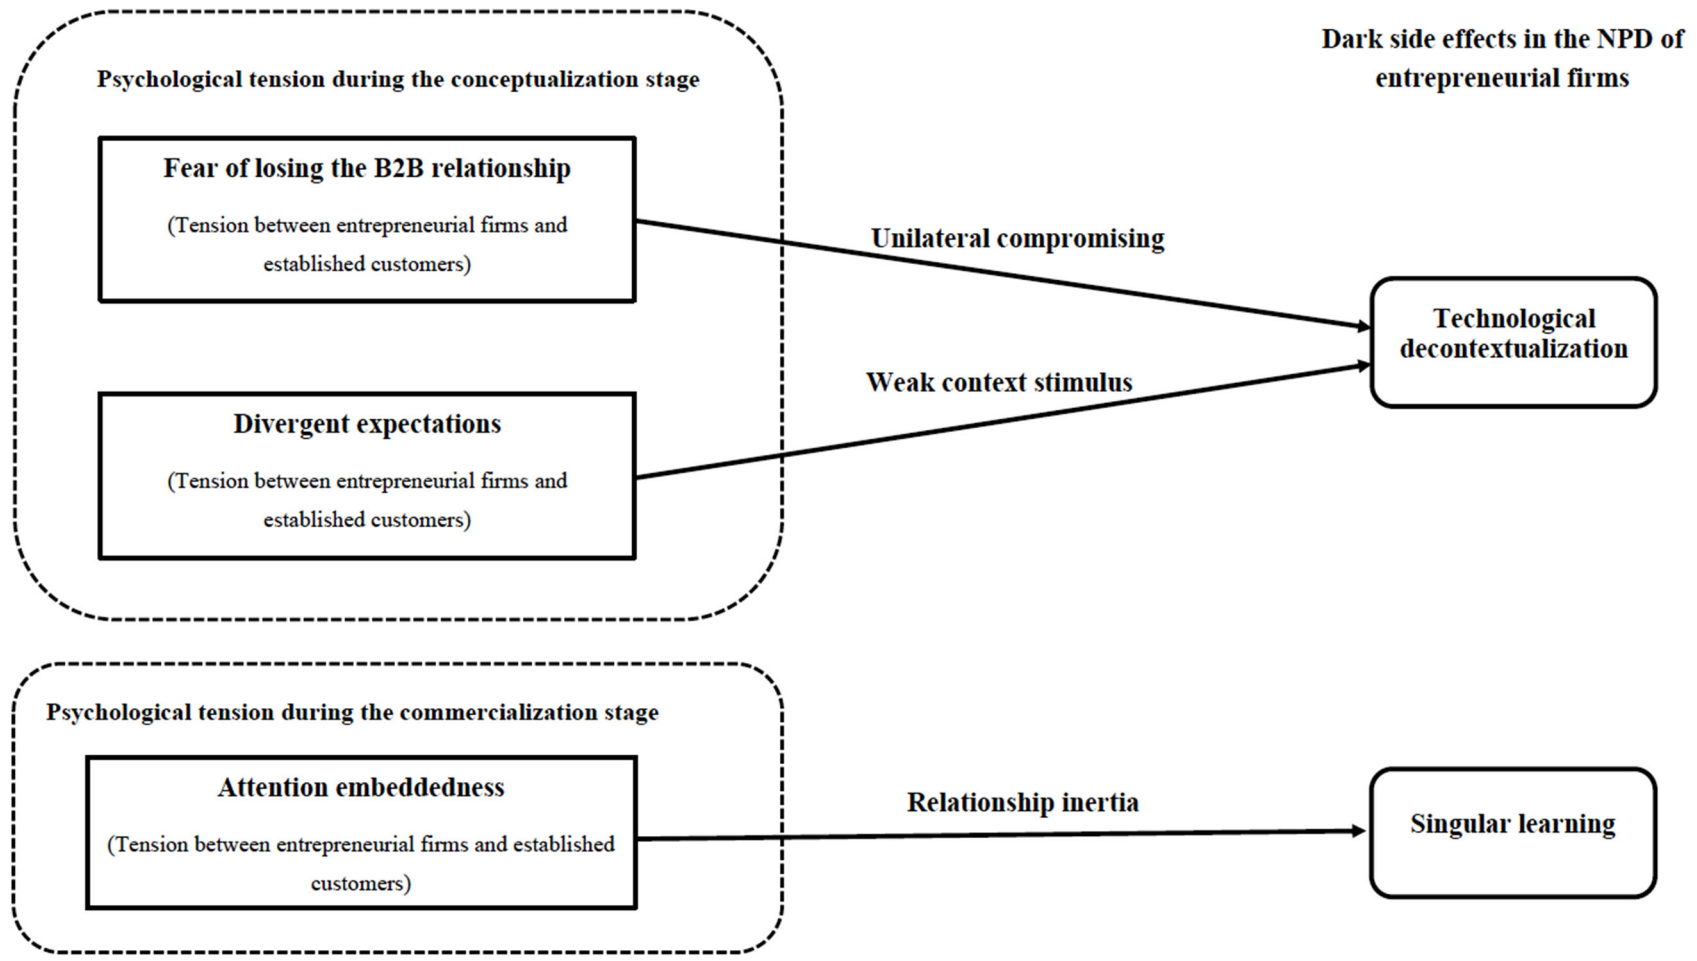 Dark side effects in the NPD of
entrepreneurial firms
Psychological tension during the conceptualization stage
Fear of losing the B2B relationship
(Tension between entrepreneurial firms and
established customers)
Unilateral compromising
Technological
decontextualization
Weak context stimulus
Divergent expectations
(Tension between entrepreneurial firms and
established customers)
Psychological tension during the commercialization stage
Attention embeddedness
(Tension between entrepreneurial firms and established
customers)
Relationship inertia
Singular learning